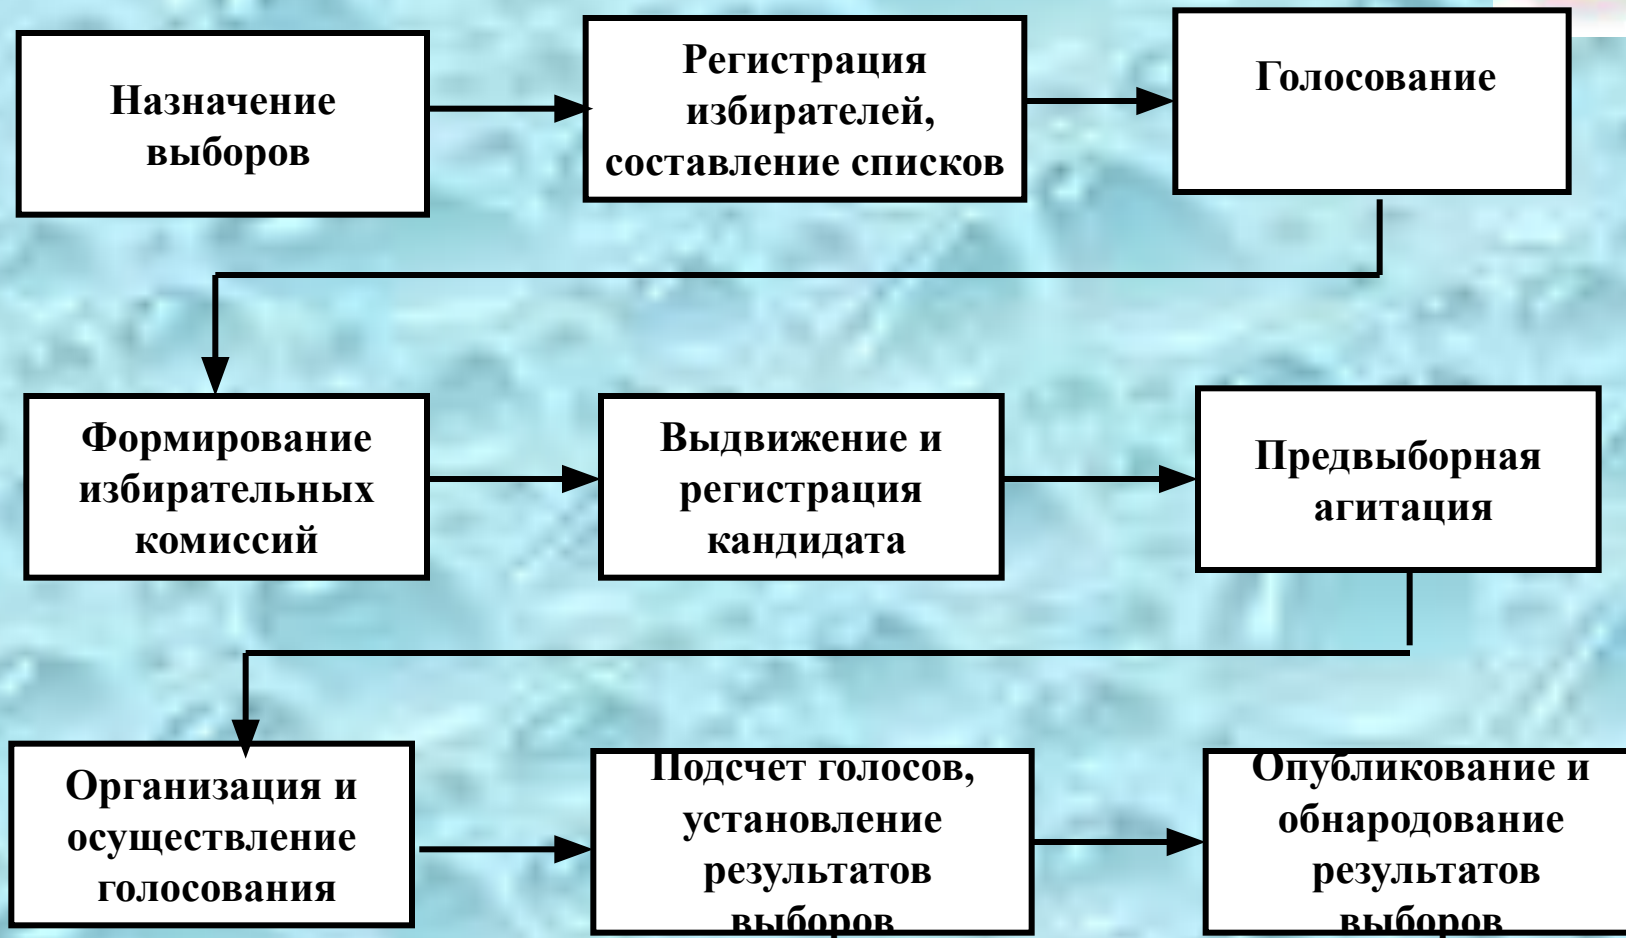 Назначение
выборов
Регистрация
избирателей,
составление списков
Голосование
Формирование
избирательных
комиссий
Выдвижение и
регистрация
кандидата
Предвыборная
агитация
Организация и
осуществление
голосования
Подсчет голосов,
установление
результатов
выборов
Опубликование и
обнародование
результатов
выборов